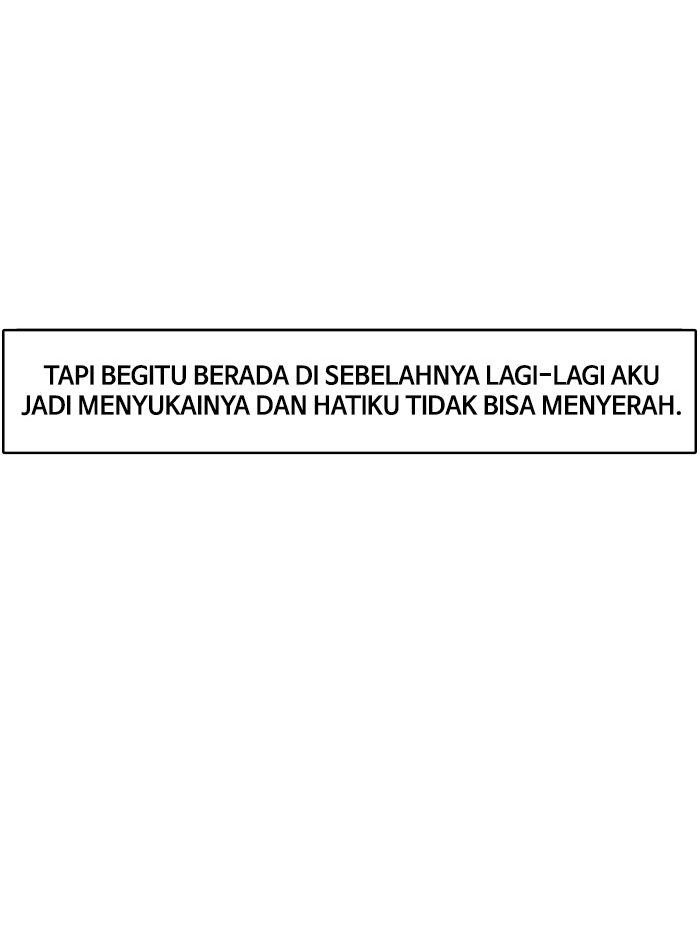 TAPI BEGITU BERADA DI SEBELAHNYA LAGI-LAGI AKU
JADI MENYUKAINYA DAN HATIKU TIDAK BISA MENYERAH.